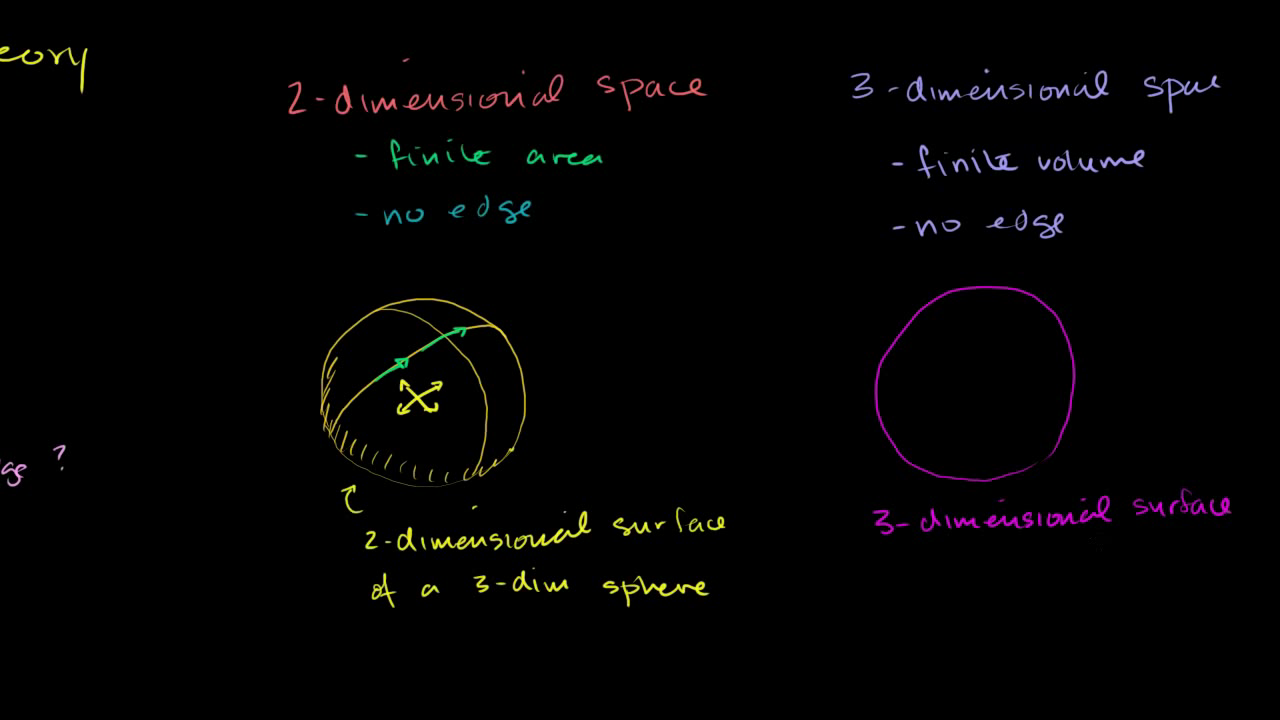 eory
2-dimensional space
- finite area
- no edge
3-dimensional space
- finite volume
- no edge
ge ?
2-dimensional surface
of a 3-dim sphere
3-dimensional surface